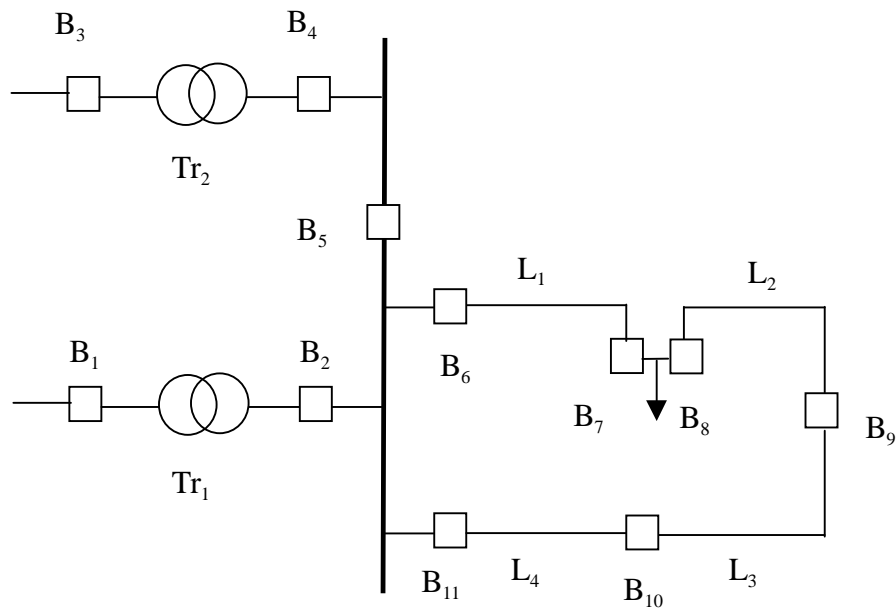 B₃
B₄
Tr₂
B₅
L₁
L₂
B₁
B₂
B₆
B₇
B₈
B₉
Tr₁
B₁₁
L₄
B₁₀
L₃